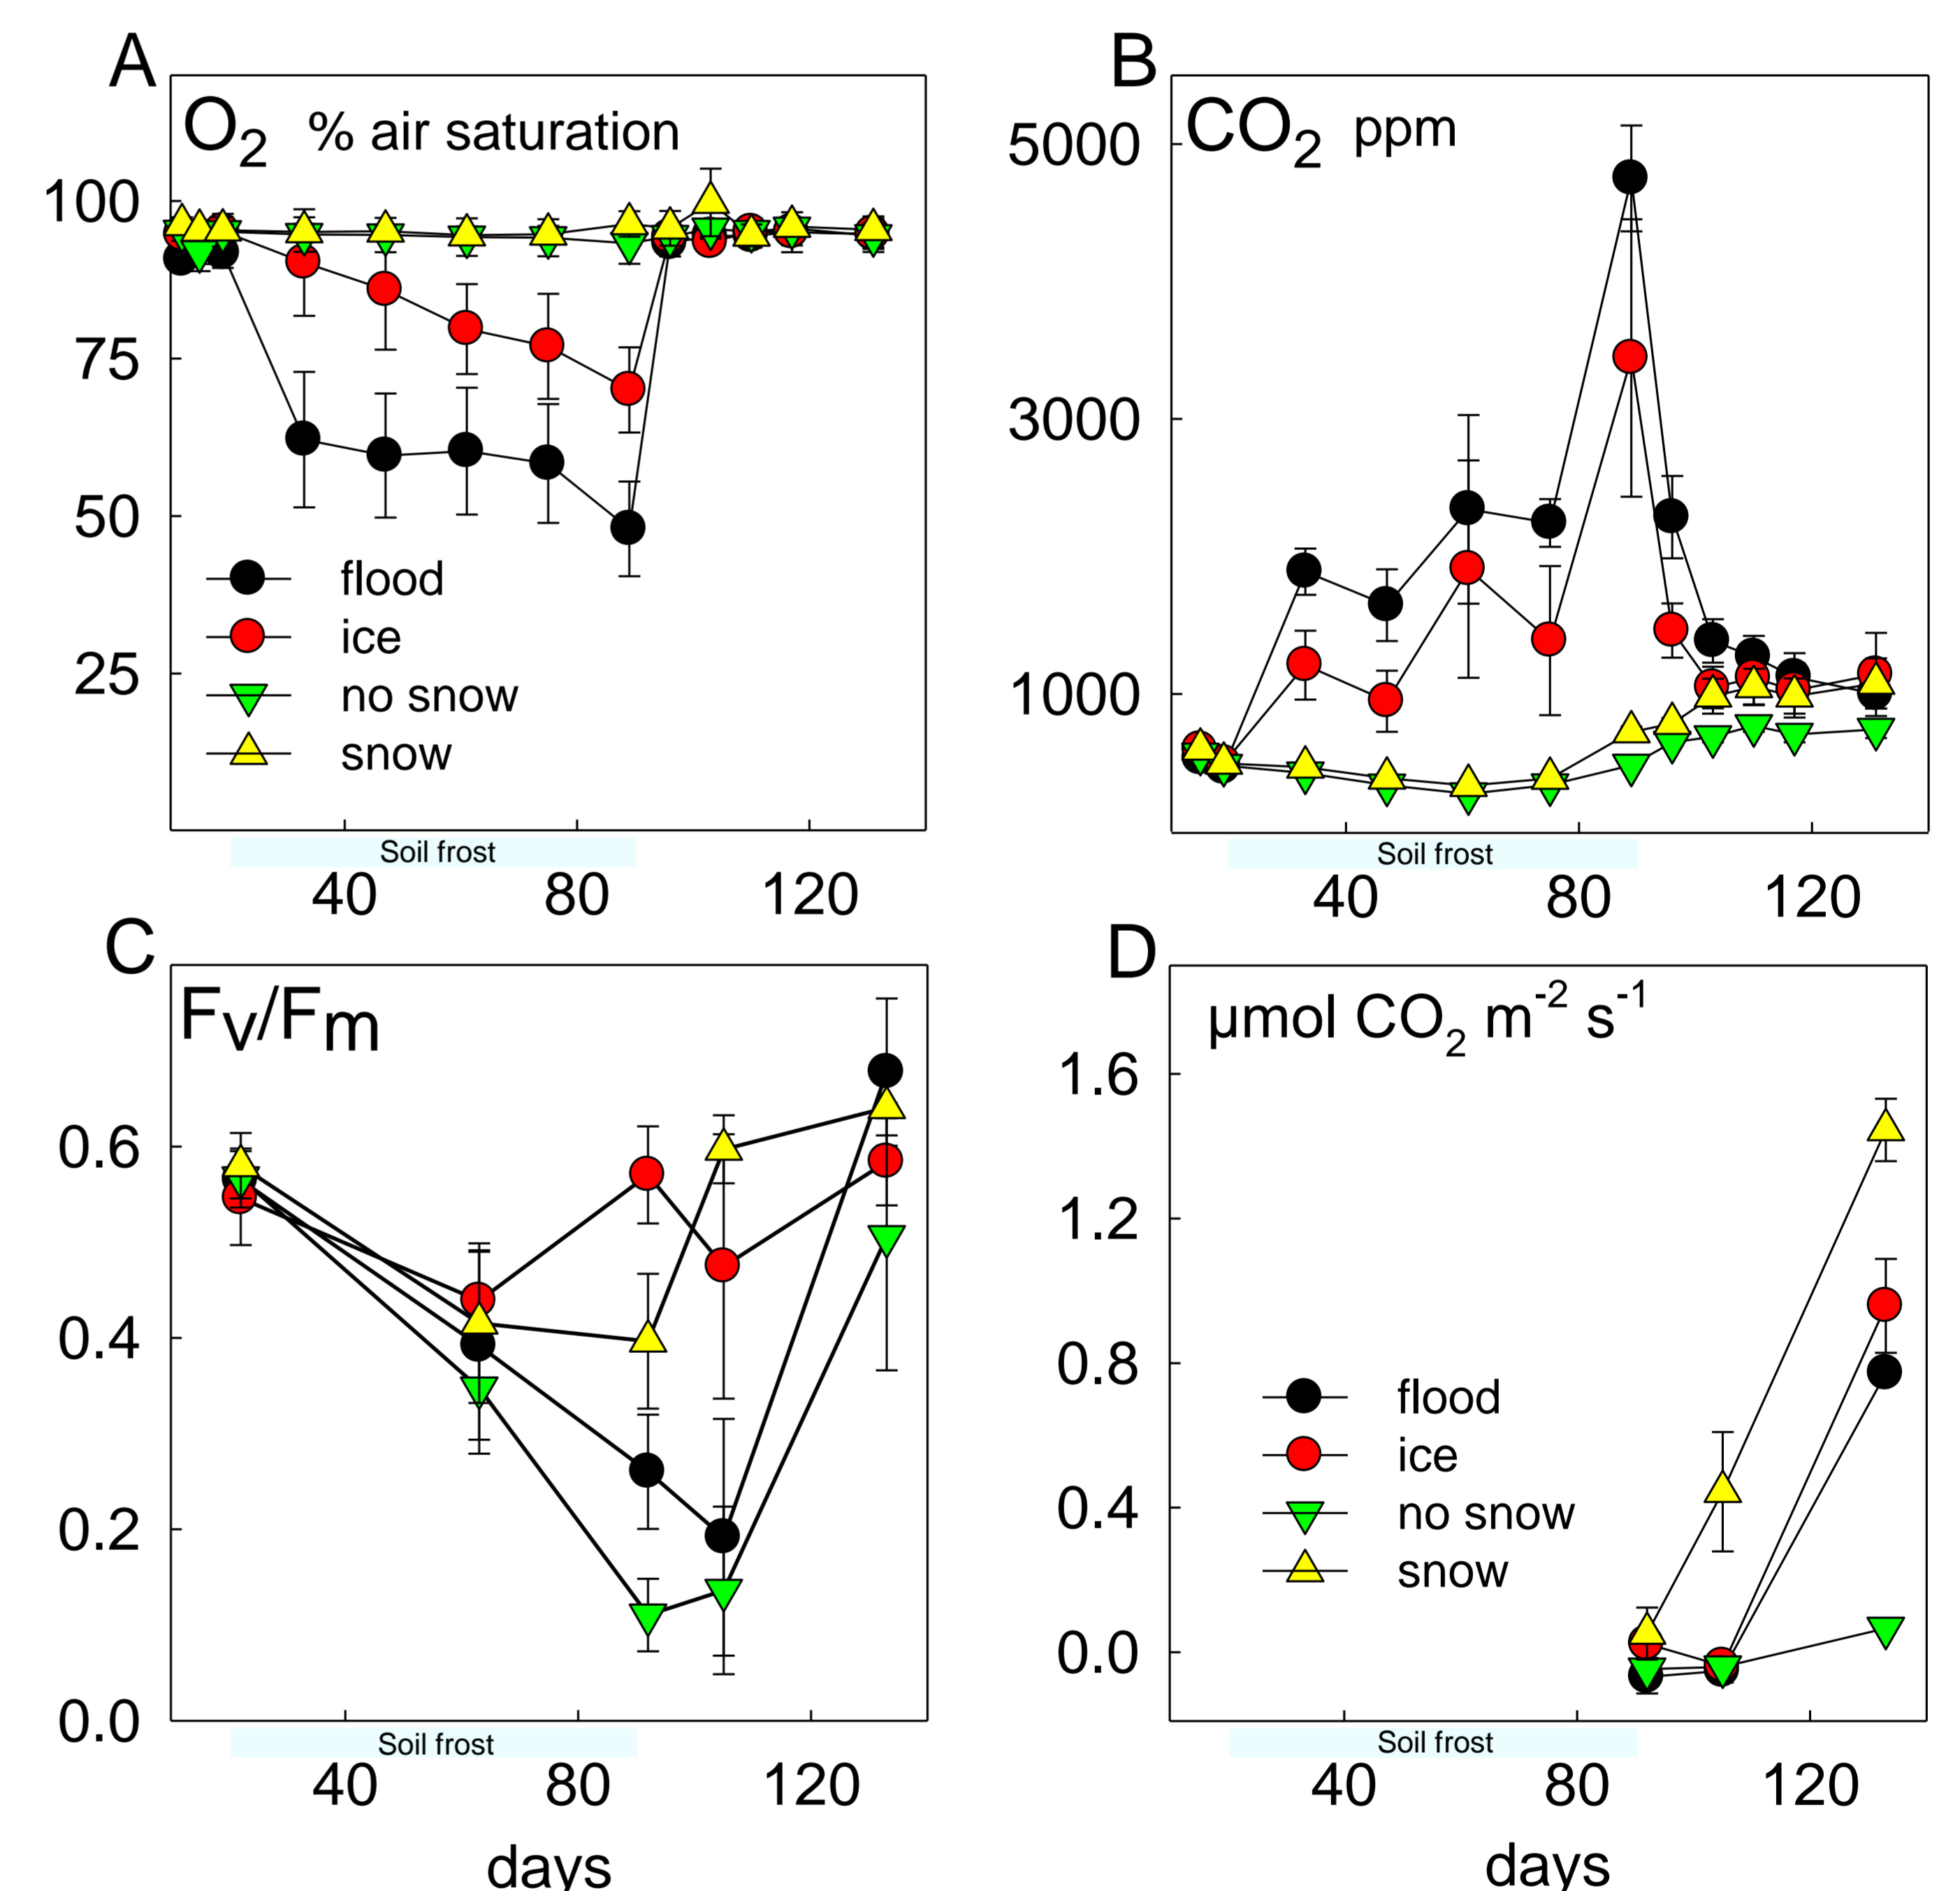 A
O2 % air saturation
100
75
50
25
flood
ice
no snow
snow
Soil frost
40 80 120
B
CO2 ppm
5000
3000
1000
Soil frost
40 80 120
C
Fv/Fm
0.6
0.4
0.2
0.0
Soil frost
40 80 120
days
D
µmol CO2 m-2 s-1
1.6
1.2
0.8
0.4
0.0
flood
ice
no snow
snow
Soil frost
40 80 120
days